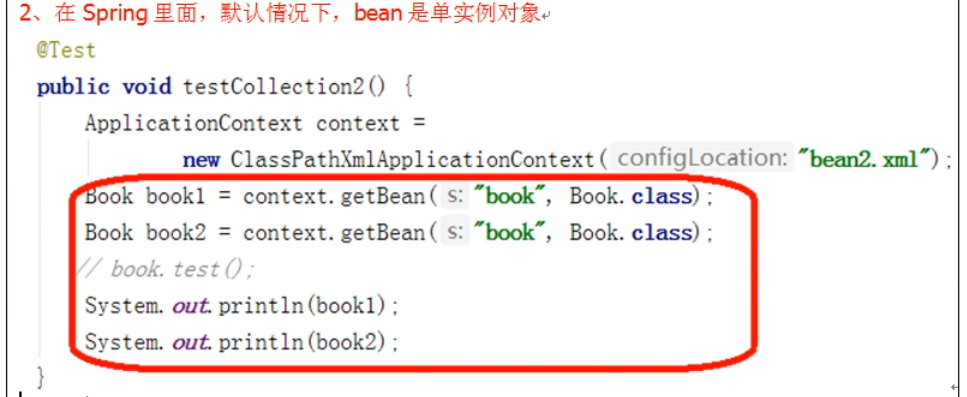 2、在 Spring 里面，默认情况下，bean 是单实例对象↵
@Test
public void testCollection2() {
ApplicationContext context =
new ClassPathXmlApplicationContext( configLocation: "bean2.xml");
Book book1 = context.getBean( s: "book", Book.class);
Book book2 = context.getBean( s: "book", Book.class);
// book.test();
System.out.println(book1);
System.out.println(book2);
}